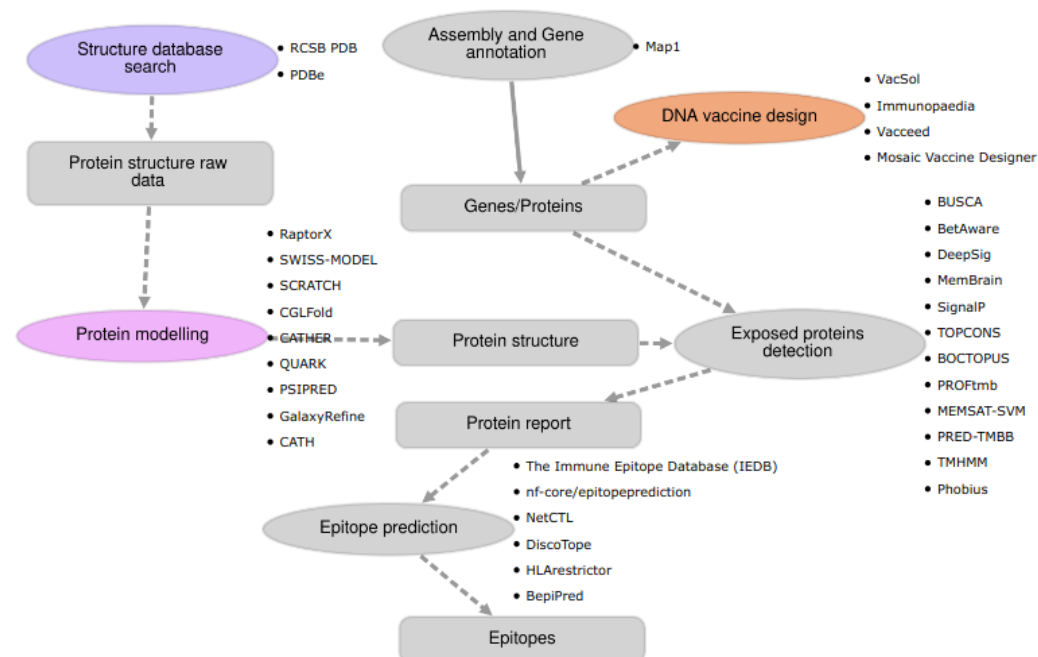 Structure database
search
RCSB PDB
PDBe
Assembly and Gene
annotation
Map1
DNA vaccine design
VacSol
Immunopaedia
Vacceed
Mosaic Vaccine Designer
Protein structure raw
data
Genes/Proteins
RaptorX
SWISS-MODEL
SCRATCH
CGLFold
CATHER
QUARK
PSIPRED
GalaxyRefine
CATH
Protein modelling
Protein structure
Exposed proteins
detection
BUSCA
BetAware
DeepSig
MemBrain
SignalP
TOPCONS
BOCTOPUS
PROFtmb
MEMSAT-SVM
PRED-TMBB
TMHMM
Phobius
Protein report
Epitope prediction
The Immune Epitope Database (IEDB)
nf-core/epitopeprediction
NetCTL
DiscoTope
HLArestrictor
BepiPred
Epitopes